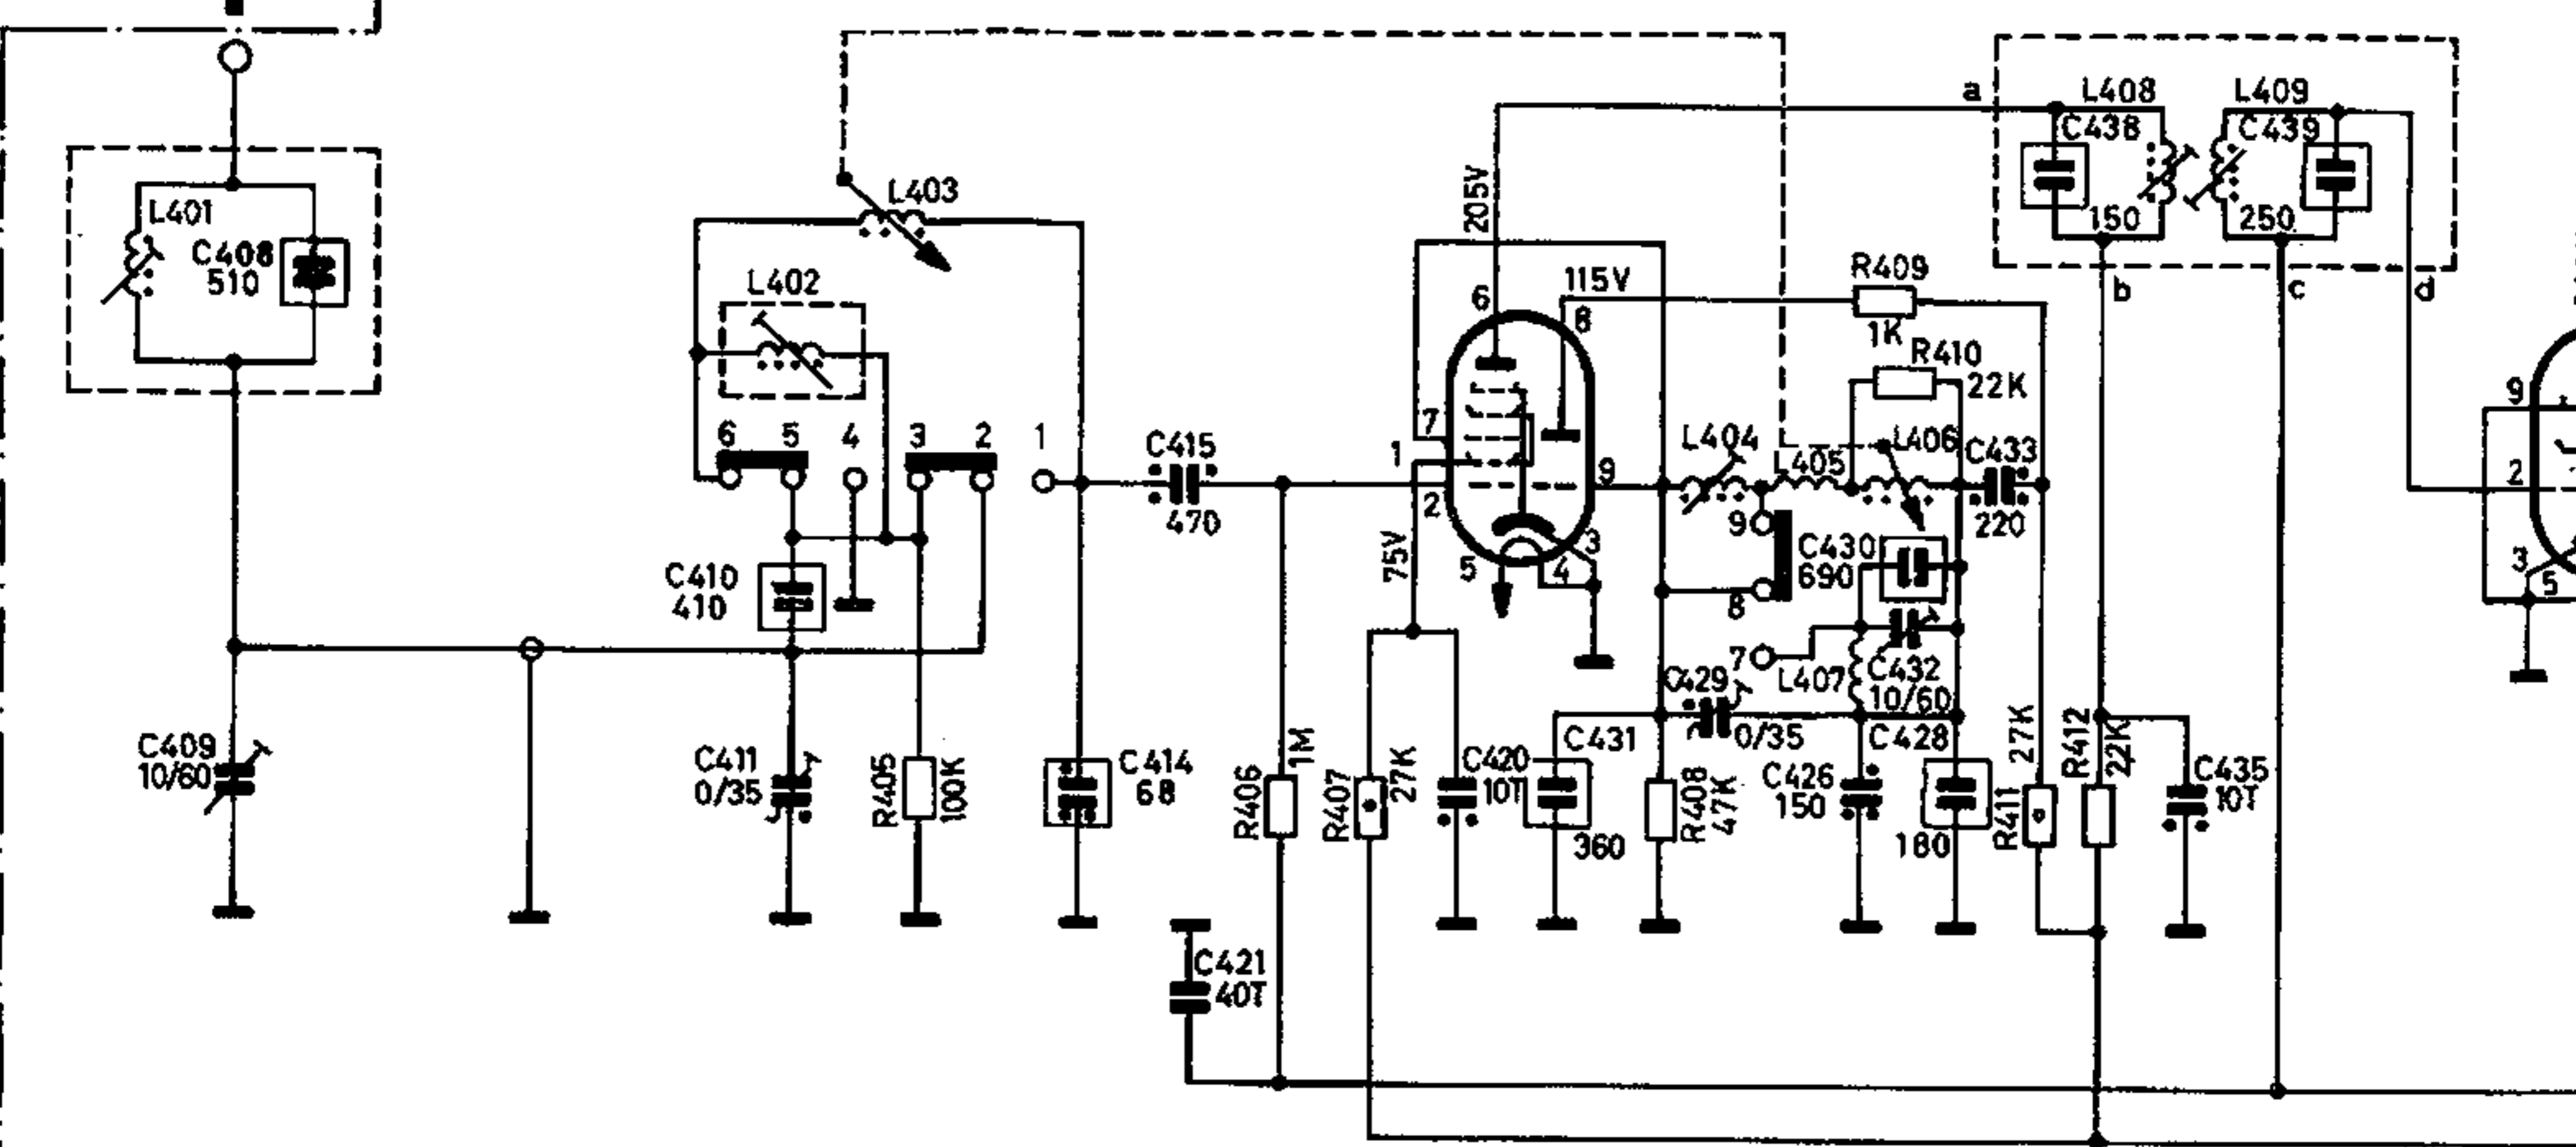 L401
C408
510
C409
10/60
L403
L402
6 5 4 3 2 1
C410
410
C411
0/35
R405
100K
C414
68
C415
470
R406
1M
C421
40T
205V
115V
6
8
7
1
2
9
5
4
3
75V
R407
27K
C420
10T
C431
360
R408
47K
R409
1K
R410
22K
L404
405
L406
C433
220
9
8
7
C430
690
C432
10/60
L407
C429
0/35
C426
150
C428
180
R411
27K
R412
22K
C435
10T
a
L408
C438
150
L409
C439
250
b
c
d
9
2
3
5